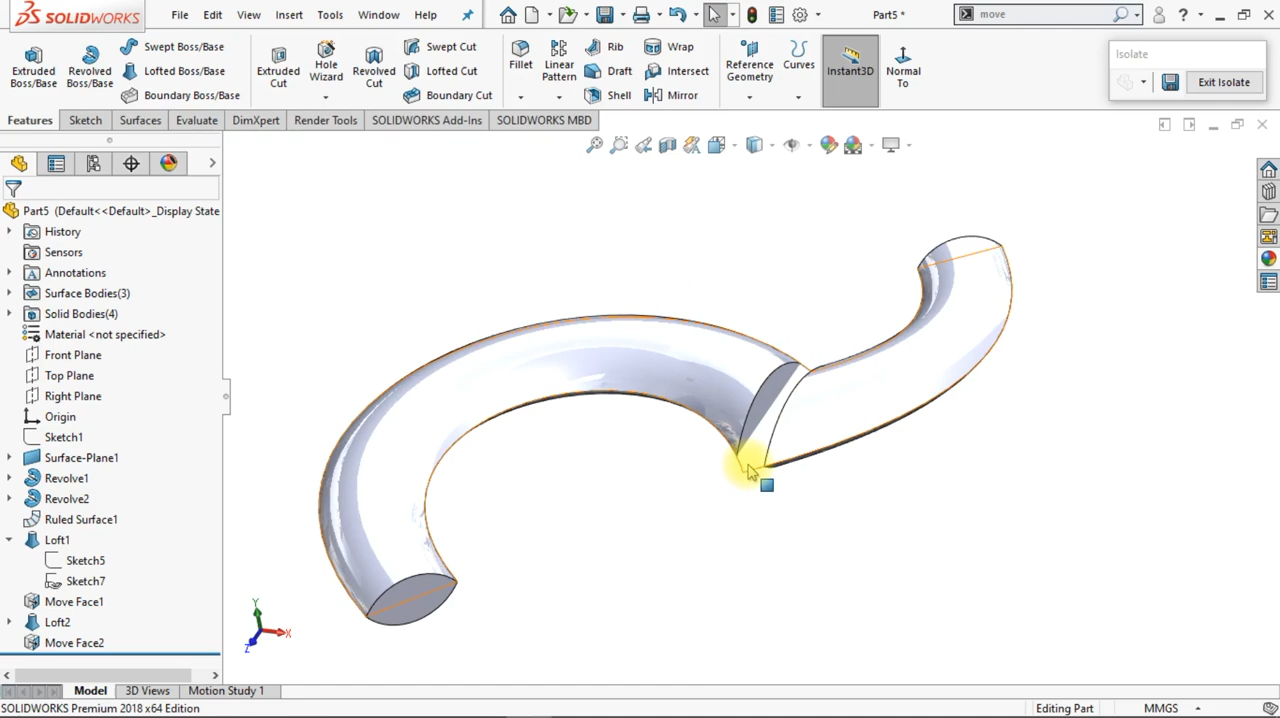 SOLIDWORKS
File Edit View Insert Tools Window Help
Part5 *
move
Extruded Boss/Base
Revolved Boss/Base
Swept Boss/Base
Lofted Boss/Base
Boundary Boss/Base
Extruded Cut
Hole Wizard
Revolved Cut
Swept Cut
Lofted Cut
Boundary Cut
Fillet
Linear Pattern
Rib
Draft
Shell
Wrap
Intersect
Mirror
Reference Geometry
Curves
Instant3D
Normal To
Isolate
Exit Isolate
Features Sketch Surfaces Evaluate DimXpert Render Tools SOLIDWORKS Add-Ins SOLIDWORKS MBD
Part5 (Default<<Default>_Display State
History
Sensors
Annotations
Surface Bodies(3)
Solid Bodies(4)
Material <not specified>
Front Plane
Top Plane
Right Plane
Origin
Sketch1
Surface-Plane1
Revolve1
Revolve2
Ruled Surface1
Loft1
Sketch5
Sketch7
Move Face1
Loft2
Move Face2
Y
X
Z
Model 3D Views Motion Study 1
SOLIDWORKS Premium 2018 x64 Edition
Editing Part
MMGS